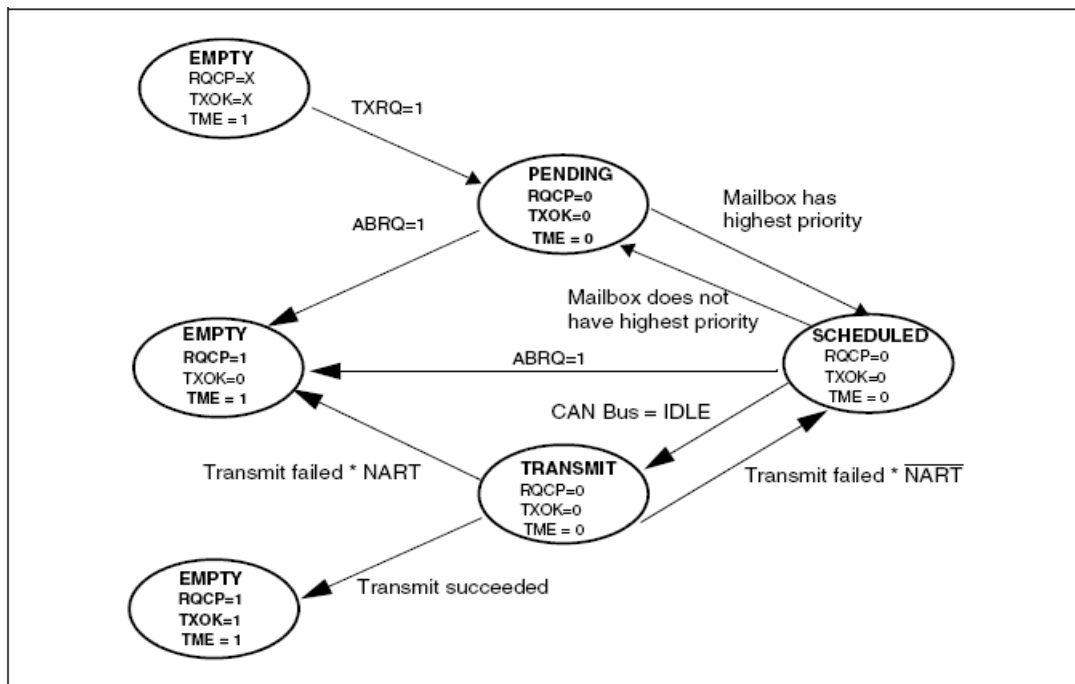 EMPTY
RQCP=X
TXOK=X
TME = 1
TXRQ=1
PENDING
RQCP=0
TXOK=0
TME = 0
Mailbox has
highest priority
ABRQ=1
Mailbox does not
have highest priority
EMPTY
RQCP=1
TXOK=0
TME = 1
ABRQ=1
SCHEDULED
RQCP=0
TXOK=0
TME = 0
CAN Bus = IDLE
Transmit failed * NART
TRANSMIT
RQCP=0
TXOK=0
TME = 0
Transmit failed * N̅A̅R̅T̅
EMPTY
RQCP=1
TXOK=1
TME = 1
Transmit succeeded